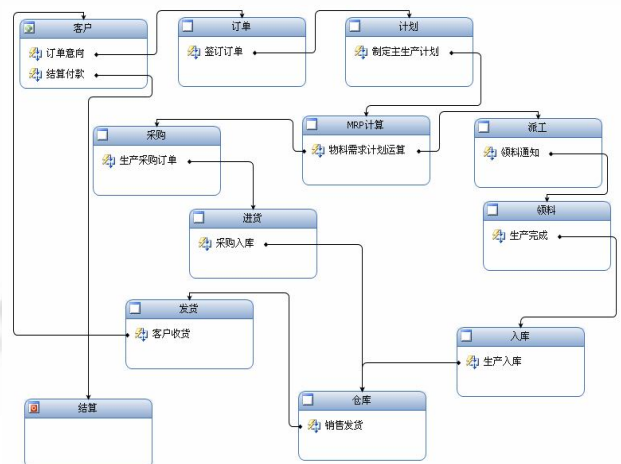 客户
订单意向
结算付款
订单
签订订单
计划
制定主生产计划
采购
生产采购订单
MRP计算
物料需求计划运算
派工
领料通知
进货
采购入库
领料
生产完成
发货
客户收货
入库
生产入库
结算
仓库
销售发货